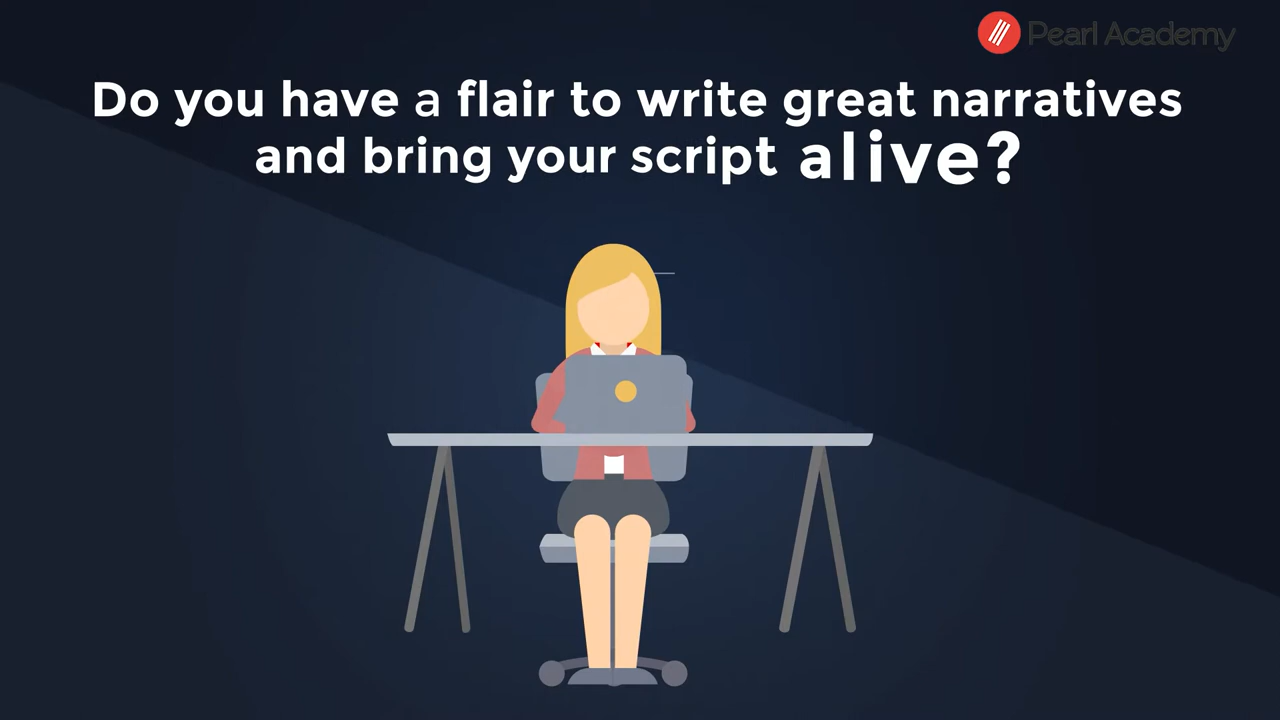 Pearl Academy
Do you have a flair to write great narratives
and bring your script alive?